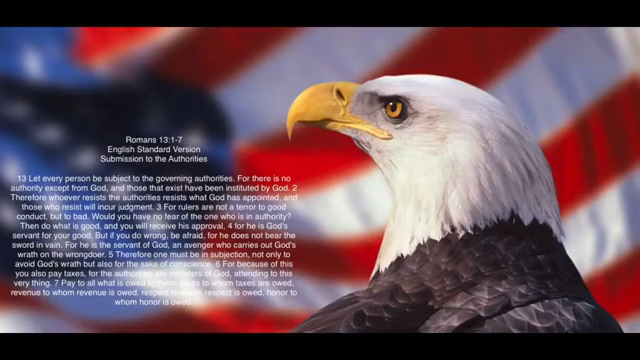 Romans 13:1-7
English Standard Version
Submission to the Authorities
13 Let every person be subject to the governing authorities. For there is no
authority except from God, and those that exist have been instituted by God. 2
Therefore whoever resists the authorities resists what God has appointed, and
those who resist will incur judgment. 3 For rulers are not a terror to good
conduct, but to bad. Would you have no fear of the one who is in authority?
Then do what is good, and you will receive his approval, 4 for he is God's
servant for your good. But if you do wrong, be afraid, for he does not bear the
sword in vain. For he is the servant of God, an avenger who carries out God's
wrath on the wrongdoer. 5 Therefore one must be in subjection, not only to
avoid God's wrath but also for the sake of conscience. 6 For because of this
you also pay taxes, for the authorities are ministers of God, attending to this
very thing. 7 Pay to all what is owed to them: taxes to whom taxes are owed,
revenue to whom revenue is owed, respect to whom respect is owed, honor to
whom honor is owed.